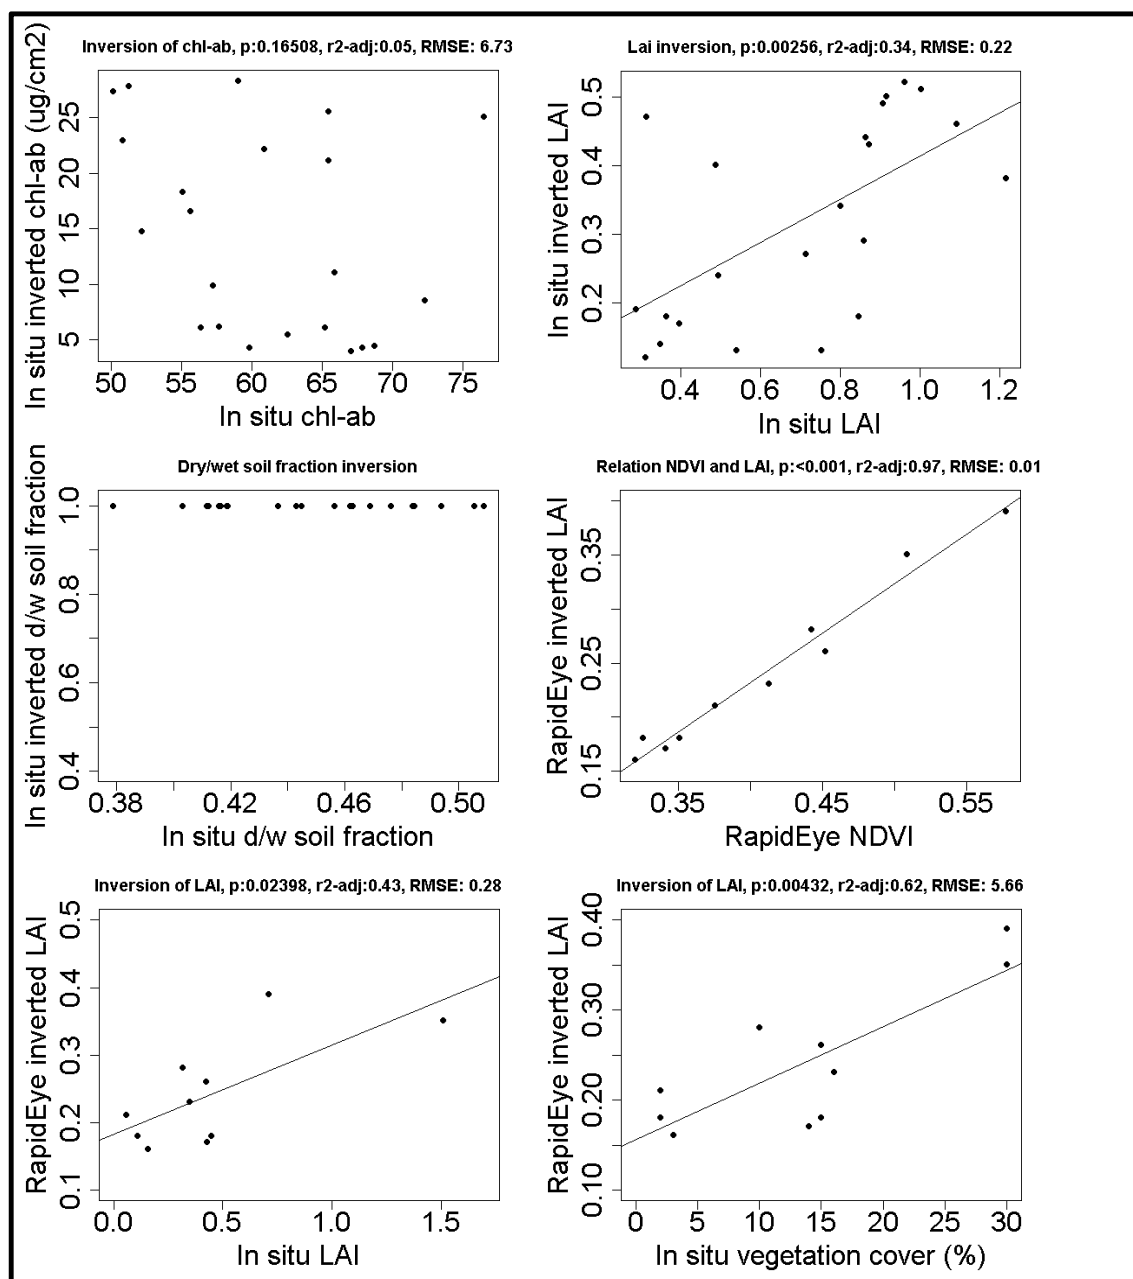 Inversion of chl-ab, p:0.16508, r2-adj:0.05, RMSE: 6.73
In situ inverted chl-ab (ug/cm2)
5 10 15 20 25
50 55 60 65 70 75
In situ chl-ab
Lai inversion, p:0.00256, r2-adj:0.34, RMSE: 0.22
In situ inverted LAI
0.2 0.3 0.4 0.5
0.4 0.6 0.8 1.0 1.2
In situ LAI
Dry/wet soil fraction inversion
In situ inverted d/w soil fraction
0.4 0.6 0.8 1.0
0.38 0.42 0.46 0.50
In situ d/w soil fraction
Relation NDVI and LAI, p:<0.001, r2-adj:0.97, RMSE: 0.01
RapidEye inverted LAI
0.15 0.25 0.35
0.35 0.45 0.55
RapidEye NDVI
Inversion of LAI, p:0.02398, r2-adj:0.43, RMSE: 0.28
RapidEye inverted LAI
0.1 0.2 0.3 0.4 0.5
0.0 0.5 1.0 1.5
In situ LAI
Inversion of LAI, p:0.00432, r2-adj:0.62, RMSE: 5.66
RapidEye inverted LAI
0.10 0.20 0.30 0.40
0 5 10 15 20 25 30
In situ vegetation cover (%)